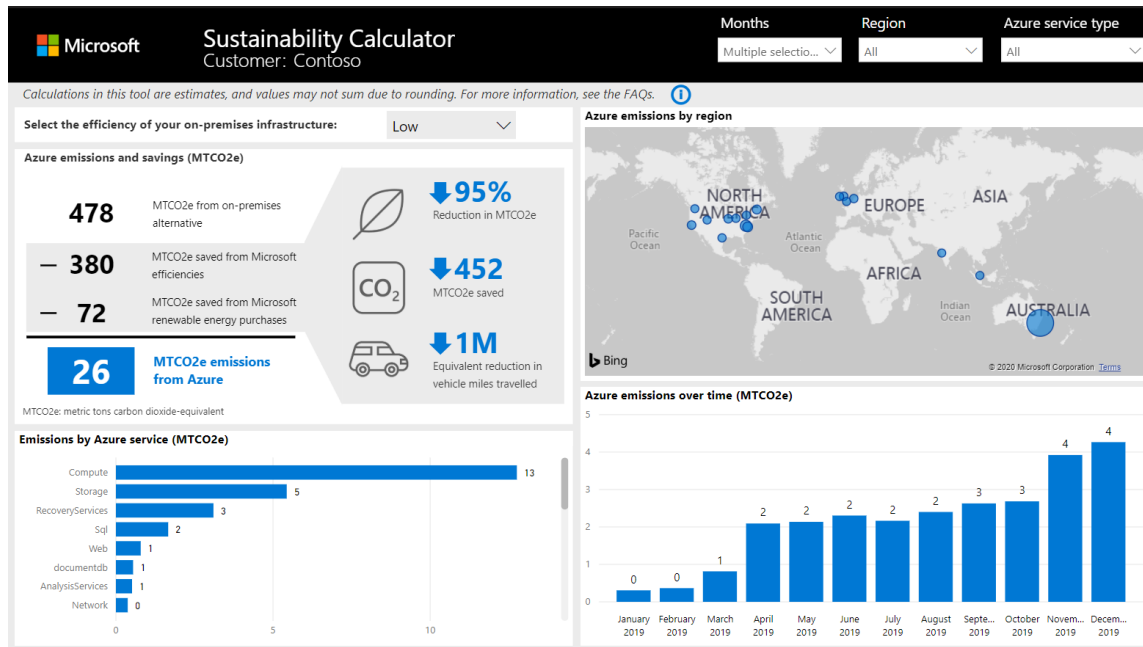 Microsoft
Sustainability Calculator
Customer: Contoso
Months
Multiple selectio...
Region
All
Azure service type
All
Calculations in this tool are estimates, and values may not sum due to rounding. For more information, see the FAQs.
Select the efficiency of your on-premises infrastructure:
Low
Azure emissions and savings (MTCO2e)
478
MTCO2e from on-premises
alternative
– 380
MTCO2e saved from Microsoft
efficiencies
– 72
MTCO2e saved from Microsoft
renewable energy purchases
26
MTCO2e emissions
from Azure
MTCO2e: metric tons carbon dioxide-equivalent
95%
Reduction in MTCO2e
CO2
452
MTCO2e saved
1M
Equivalent reduction in
vehicle miles travelled
Emissions by Azure service (MTCO2e)
Compute 13
Storage 5
RecoveryServices 3
Sql 2
Web 1
documentdb 1
AnalysisServices 1
Network 0
0 5 10
Azure emissions by region
NORTH
AMERICA
EUROPE
ASIA
Pacific
Ocean
Atlantic
Ocean
AFRICA
SOUTH
AMERICA
Indian
Ocean
AUSTRALIA
Bing
© 2020 Microsoft Corporation Terms
Azure emissions over time (MTCO2e)
5
4
3
2
1
0
0 0 1 2 2 2 2 2 3 3 4 4
January February March April May June July August Septe... October Novem... Decem...
2019 2019 2019 2019 2019 2019 2019 2019 2019 2019 2019 2019